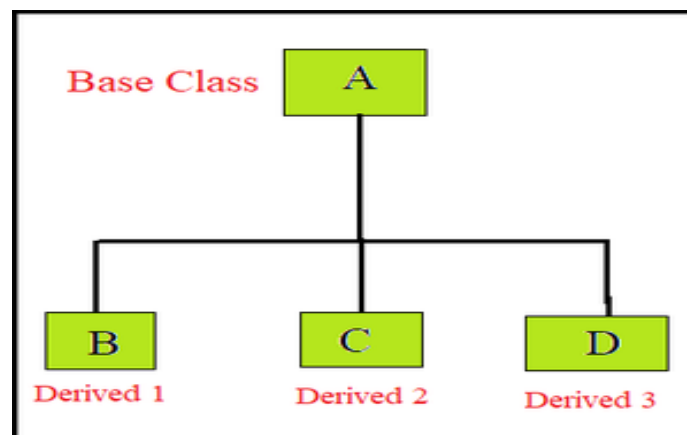 Base Class
A
B
C
D
Derived 1
Derived 2
Derived 3